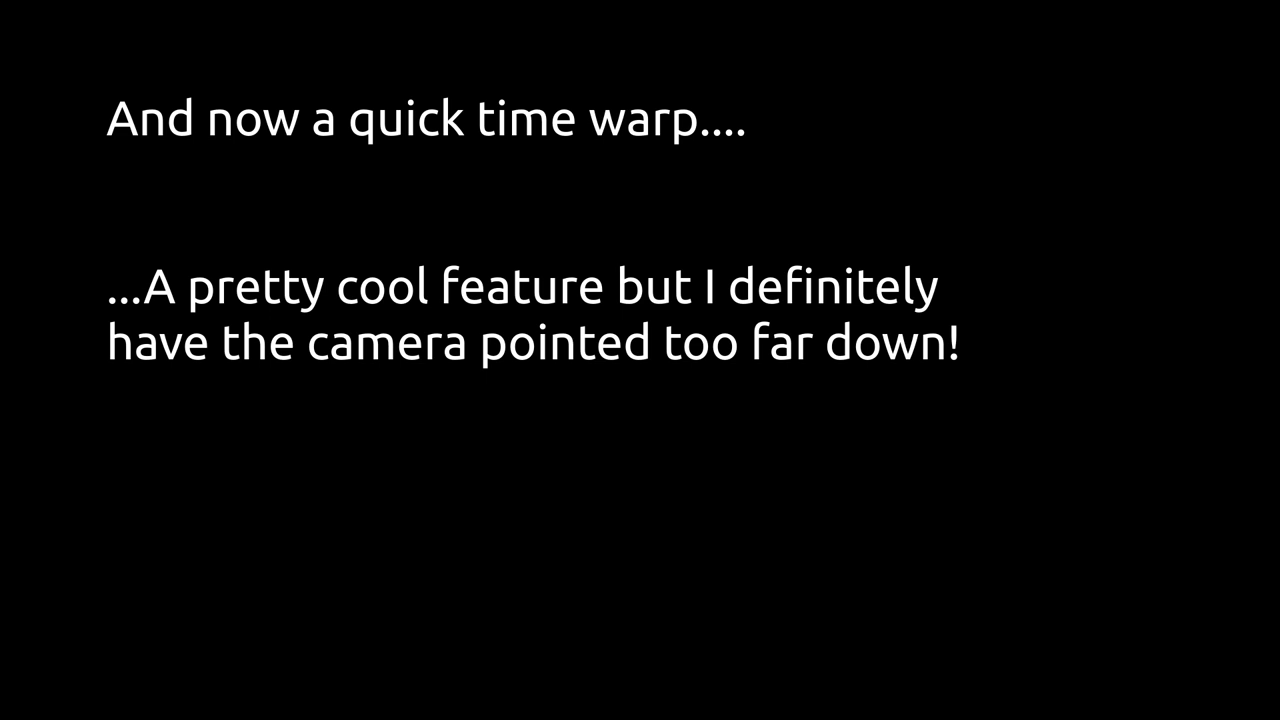 And now a quick time warp....
...A pretty cool feature but I definitely
have the camera pointed too far down!